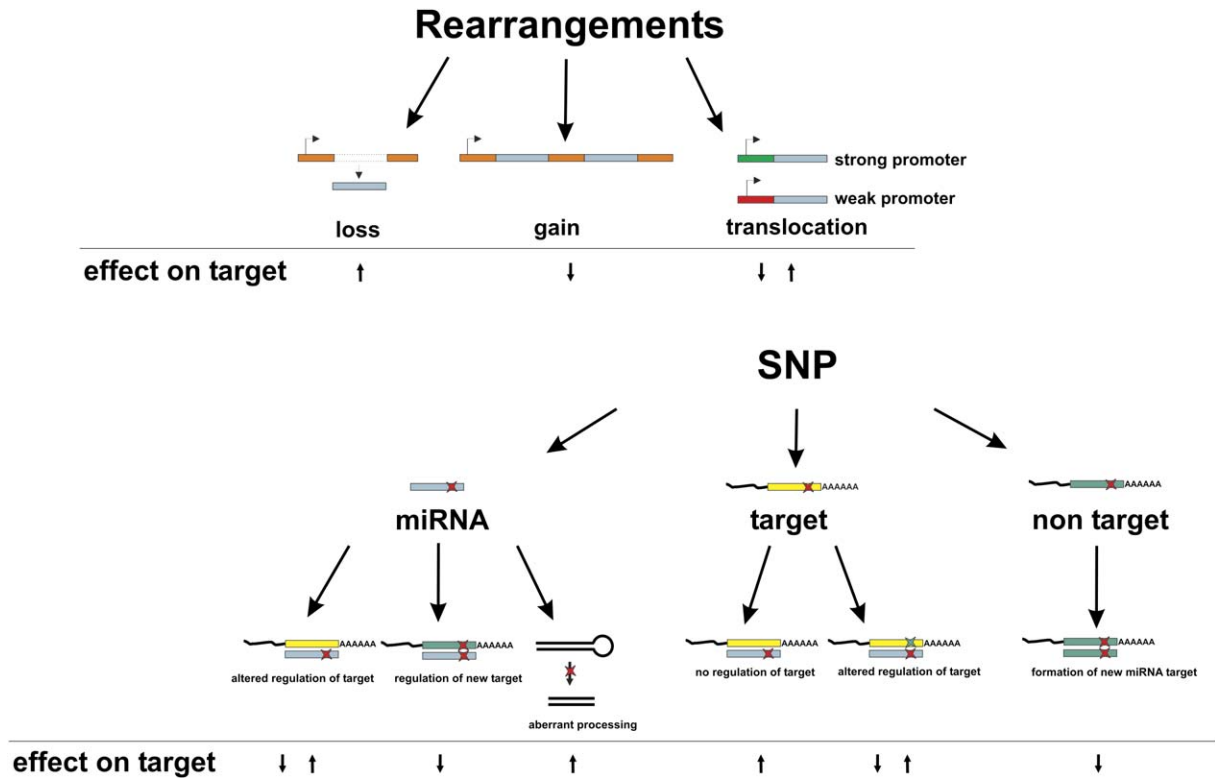 Rearrangements
strong promoter
weak promoter
loss
gain
translocation
effect on target
SNP
AAAAAA
AAAAAA
miRNA
target
non target
AAAAAA
AAAAAA
AAAAAA
AAAAAA
AAAAAA
altered regulation of target
regulation of new target
no regulation of target
altered regulation of target
formation of new miRNA target
aberrant processing
effect on target